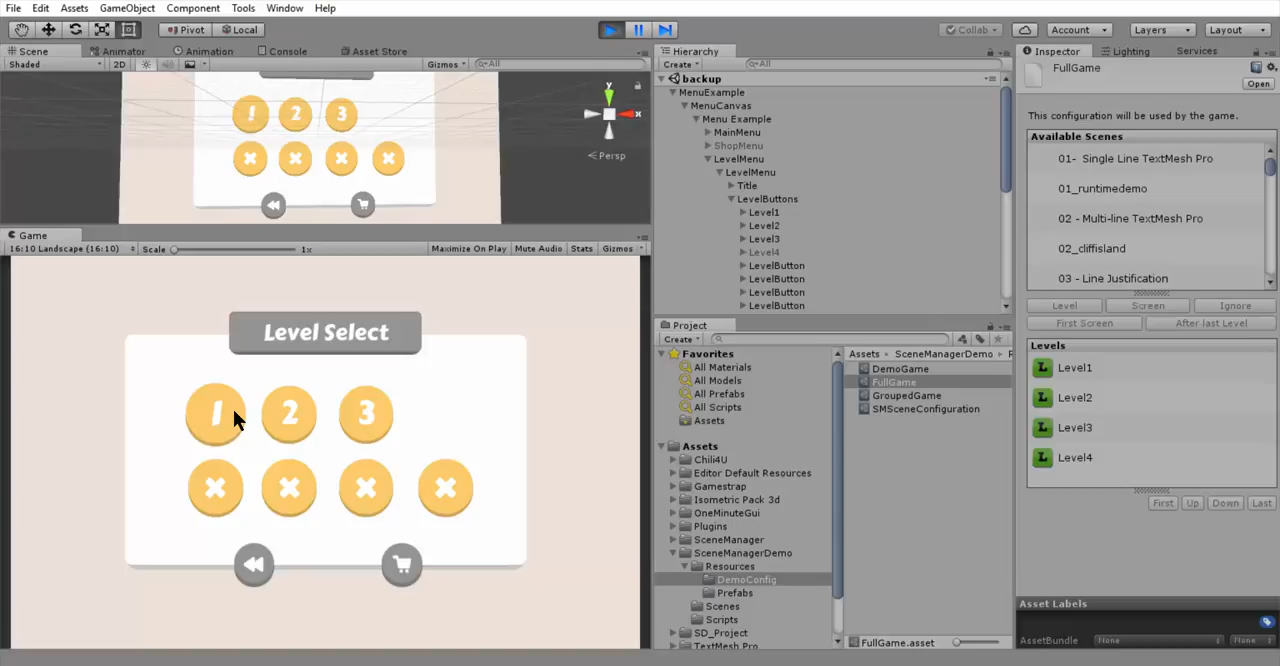 File Edit Assets GameObject Component Tools Window Help
Pivot Local Collab Account Layers Layout
Scene Animator Animation Console Asset Store
Shaded 2D Gizmos All
1 2 3
y
x
Persp
Game
16:10 Landscape (16:10) Scale 1x Maximize On Play Mute Audio Stats Gizmos
Level Select
1 2 3
Hierarchy
Create All
backup
MenuExample
MenuCanvas
Menu Example
MainMenu
ShopMenu
LevelMenu
LevelMenu
Title
LevelButtons
Level1
Level2
Level3
Level4
LevelButton
LevelButton
LevelButton
LevelButton
Project
Create
Favorites
All Materials
All Models
All Prefabs
All Scripts
Assets
Assets
Chili4U
Editor Default Resources
Gamestrap
Isometric Pack 3d
OneMinuteGui
Plugins
SceneManager
SceneManagerDemo
Resources
DemoConfig
Prefabs
Scenes
Scripts
SD_Project
TextMesh Pro
Assets SceneManagerDemo
DemoGame
FullGame
GroupedGame
SMSceneConfiguration
FullGame.asset
Inspector Lighting Services
FullGame
Open
This configuration will be used by the game.
Available Scenes
01- Single Line TextMesh Pro
01_runtimedemo
02 - Multi-line TextMesh Pro
02_cliffisland
03 - Line Justification
Level Screen Ignore
First Screen After last Level
Levels
L Level1
L Level2
L Level3
L Level4
First Up Down Last
Asset Labels
AssetBundle None None